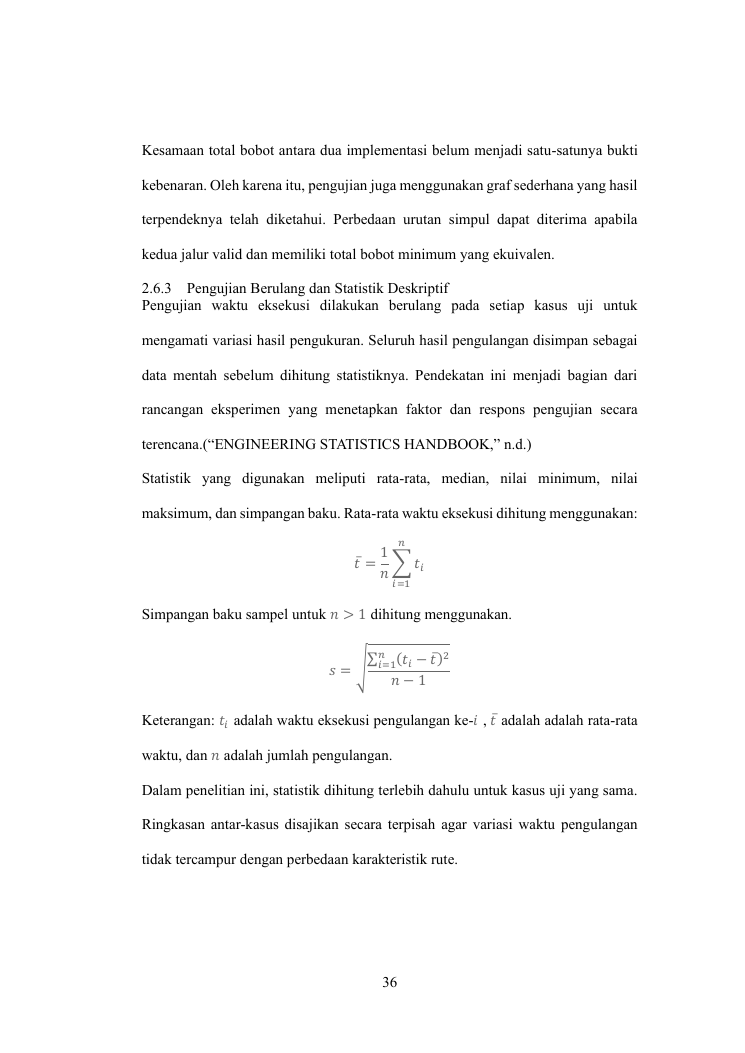 Kesamaan total bobot antara dua implementasi belum menjadi satu-satunya bukti
kebenaran. Oleh karena itu, pengujian juga menggunakan graf sederhana yang hasil
terpendeknya telah diketahui. Perbedaan urutan simpul dapat diterima apabila
kedua jalur valid dan memiliki total bobot minimum yang ekuivalen.
2.6.3 Pengujian Berulang dan Statistik Deskriptif
Pengujian waktu eksekusi dilakukan berulang pada setiap kasus uji untuk
mengamati variasi hasil pengukuran. Seluruh hasil pengulangan disimpan sebagai
data mentah sebelum dihitung statistiknya. Pendekatan ini menjadi bagian dari
rancangan eksperimen yang menetapkan faktor dan respons pengujian secara
terencana.(“ENGINEERING STATISTICS HANDBOOK,” n.d.)
Statistik yang digunakan meliputi rata-rata, median, nilai minimum, nilai
maksimum, dan simpangan baku. Rata-rata waktu eksekusi dihitung menggunakan:
t̄ = \frac{1}{n} \sum_{i=1}^{n} t_i
Simpangan baku sampel untuk n > 1 dihitung menggunakan.
s = \sqrt{\frac{\sum_{i=1}^{n}(t_i − t̄)^2}{n − 1}}
Keterangan: t_i adalah waktu eksekusi pengulangan ke-i , t̄ adalah adalah rata-rata
waktu, dan n adalah jumlah pengulangan.
Dalam penelitian ini, statistik dihitung terlebih dahulu untuk kasus uji yang sama.
Ringkasan antar-kasus disajikan secara terpisah agar variasi waktu pengulangan
tidak tercampur dengan perbedaan karakteristik rute.
36